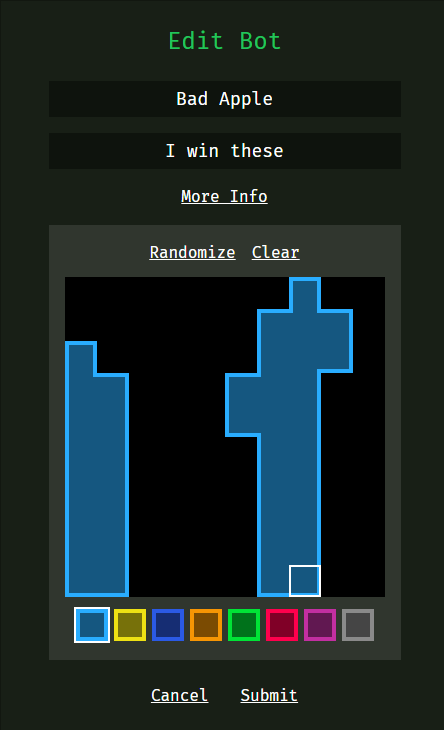 Edit Bot
Bad Apple
I win these
More Info
Randomize Clear
Cancel Submit